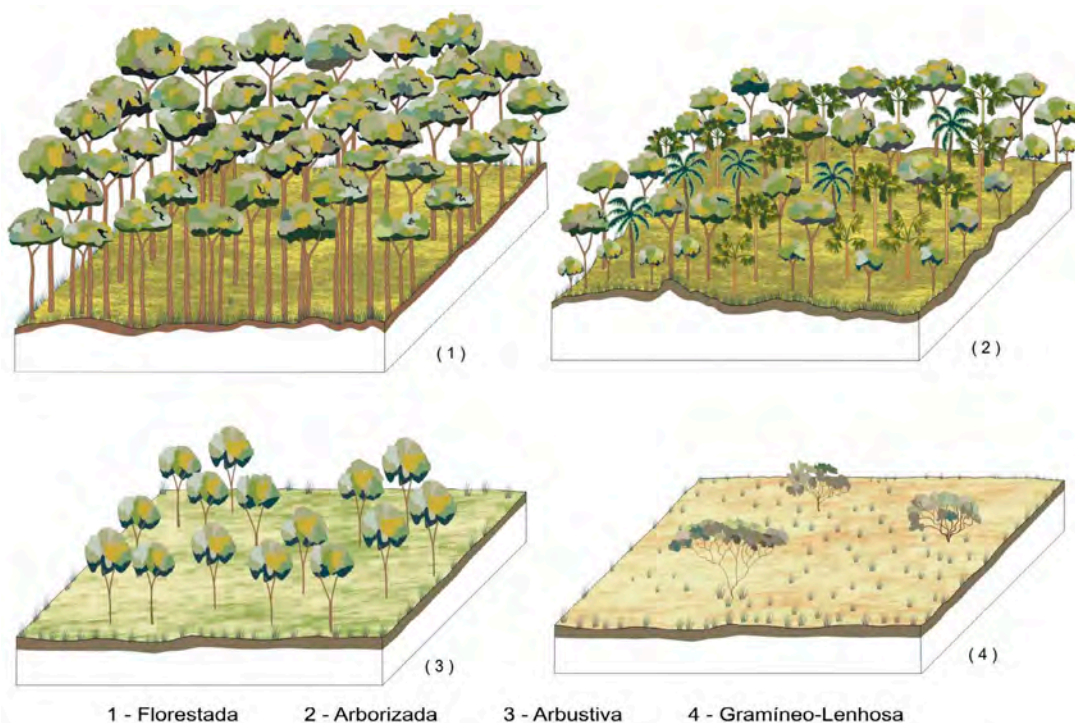 ( 1 )
( 2 )
( 3 )
( 4 )
1 - Florestada 2 - Arborizada 3 - Arbustiva 4 - Gramíneo-Lenhosa